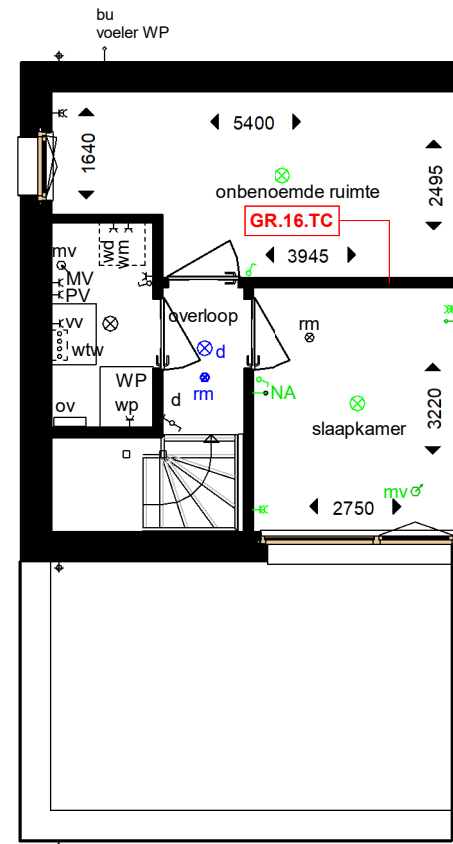 bu
voeler WP
1640
5400
2495
onbenoemde ruimte
GR.16.TC
3945
wd
wm
mv
MV
PV
vv
wtw
overloop
d
rm
rm
WP
wp
ov
d
NA
slaapkamer
3220
mv
2750